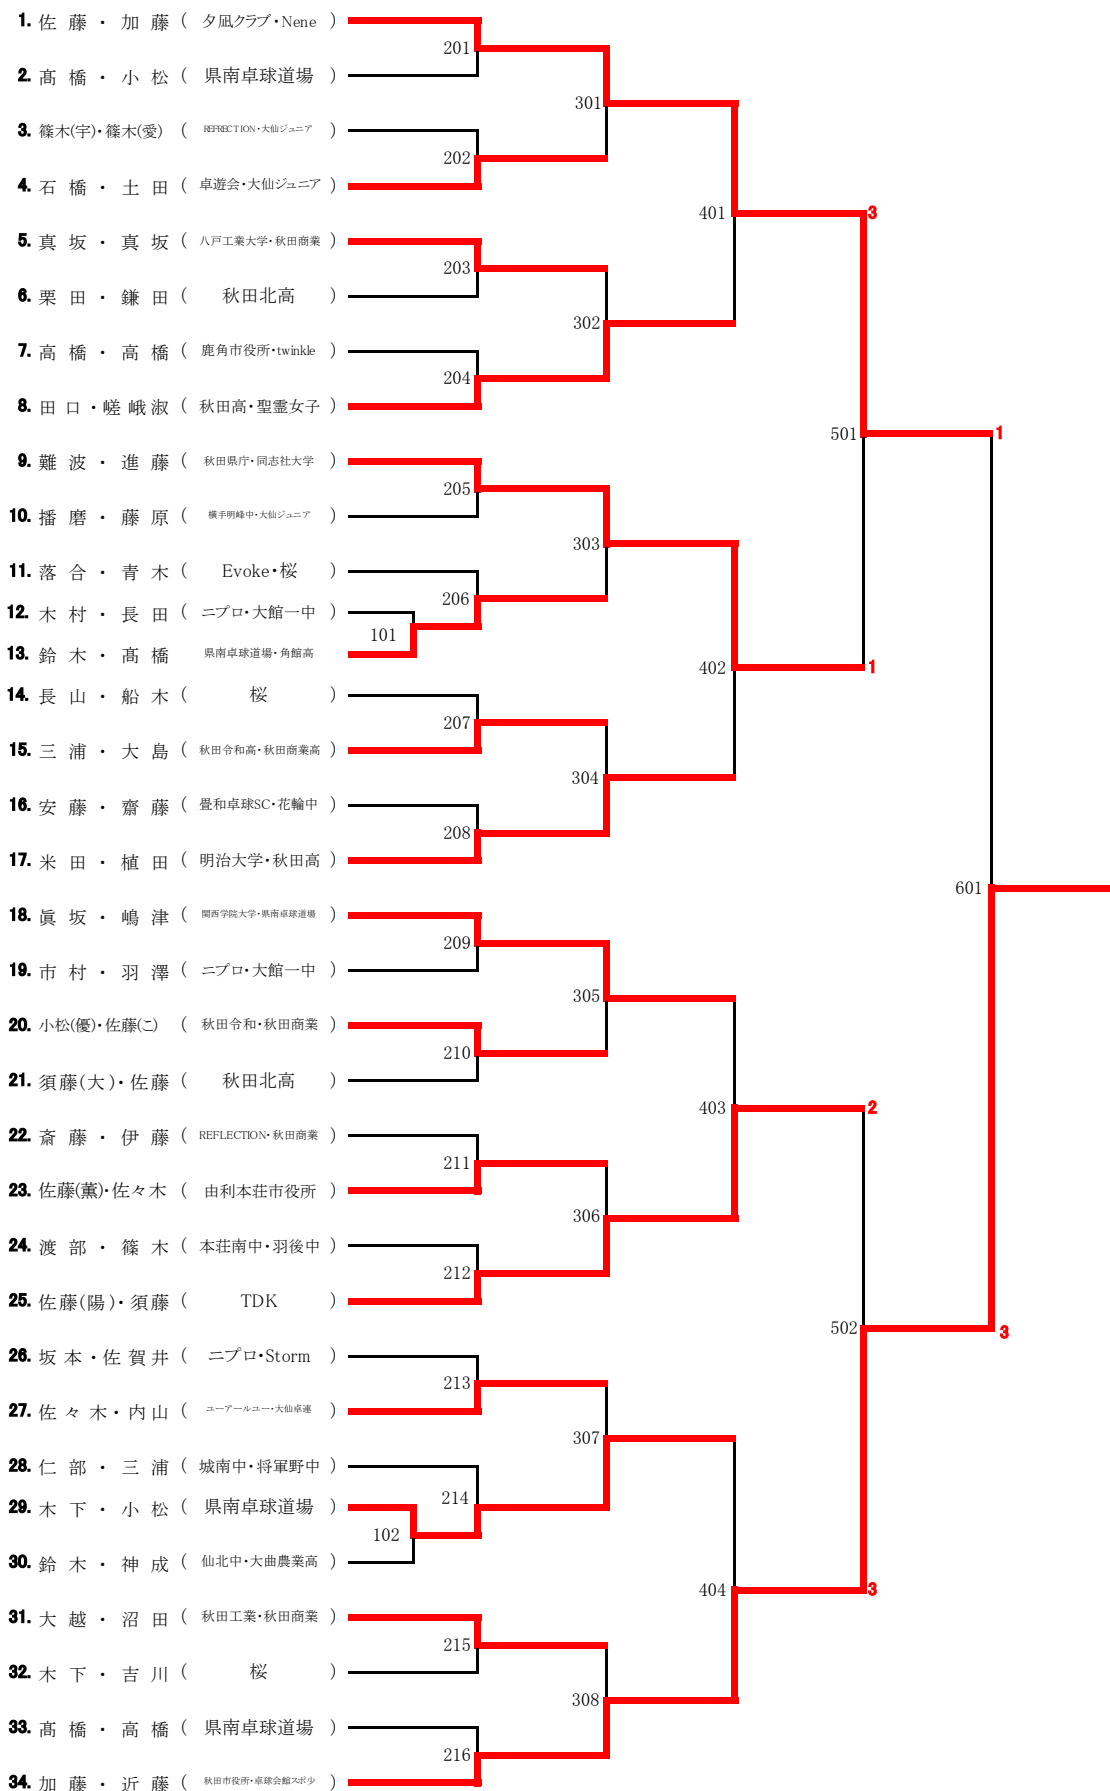 1. 佐藤・加藤 ( 夕凪クラブ・Nene )
201
2. 髙橋・小松 ( 県南卓球道場 )
301
3. 篠木(宇)・篠木(愛) ( REFRECTION・大仙ジュニア )
202
4. 石橋・土田 ( 卓遊会・大仙ジュニア )
401 3
5. 真坂・真坂 ( 八戸工業大学・秋田商業 )
203
6. 栗田・鎌田 ( 秋田北高 )
302
7. 高橋・高橋 ( 鹿角市役所・twinkle )
204
8. 田口・嵯峨淑 ( 秋田高・聖霊女子 )
501 1
9. 難波・進藤 ( 秋田県庁・同志社大学 )
205
10. 播磨・藤原 ( 横手明峰中・大仙ジュニア )
303
11. 落合・青木 ( Evoke・桜 )
206
12. 木村・長田 ( ニプロ・大館一中 )
101
13. 鈴木・髙橋 県南卓球道場・角館高
402 1
14. 長山・船木 ( 桜 )
207
15. 三浦・大島 ( 秋田令和高・秋田商業高 )
304
16. 安藤・齋藤 ( 畳和卓球SC・花輪中 )
208
17. 米田・植田 ( 明治大学・秋田高 )
601
18. 眞坂・嶋津 ( 関西学院大学・県南卓球道場 )
209
19. 市村・羽澤 ( ニプロ・大館一中 )
305
20. 小松(優)・佐藤(こ) ( 秋田令和・秋田商業 )
210
21. 須藤(大)・佐藤 ( 秋田北高 )
403 2
22. 斎藤・伊藤 ( REFLECTION・秋田商業 )
211
23. 佐藤(薫)・佐々木 ( 由利本荘市役所 )
306
24. 渡部・篠木 ( 本荘南中・羽後中 )
212
25. 佐藤(陽)・須藤 ( TDK )
502 3
26. 坂本・佐賀井 ( ニプロ・Storm )
213
27. 佐々木・内山 ( ユーアールユー・大仙卓連 )
307
28. 仁部・三浦 ( 城南中・将軍野中 )
214
29. 木下・小松 ( 県南卓球道場 )
102
30. 鈴木・神成 ( 仙北中・大曲農業高 )
404 3
31. 大越・沼田 ( 秋田工業・秋田商業 )
215
32. 木下・吉川 ( 桜 )
308
33. 髙橋・高橋 ( 県南卓球道場 )
216
34. 加藤・近藤 ( 秋田市役所・卓球会館スポ少 )